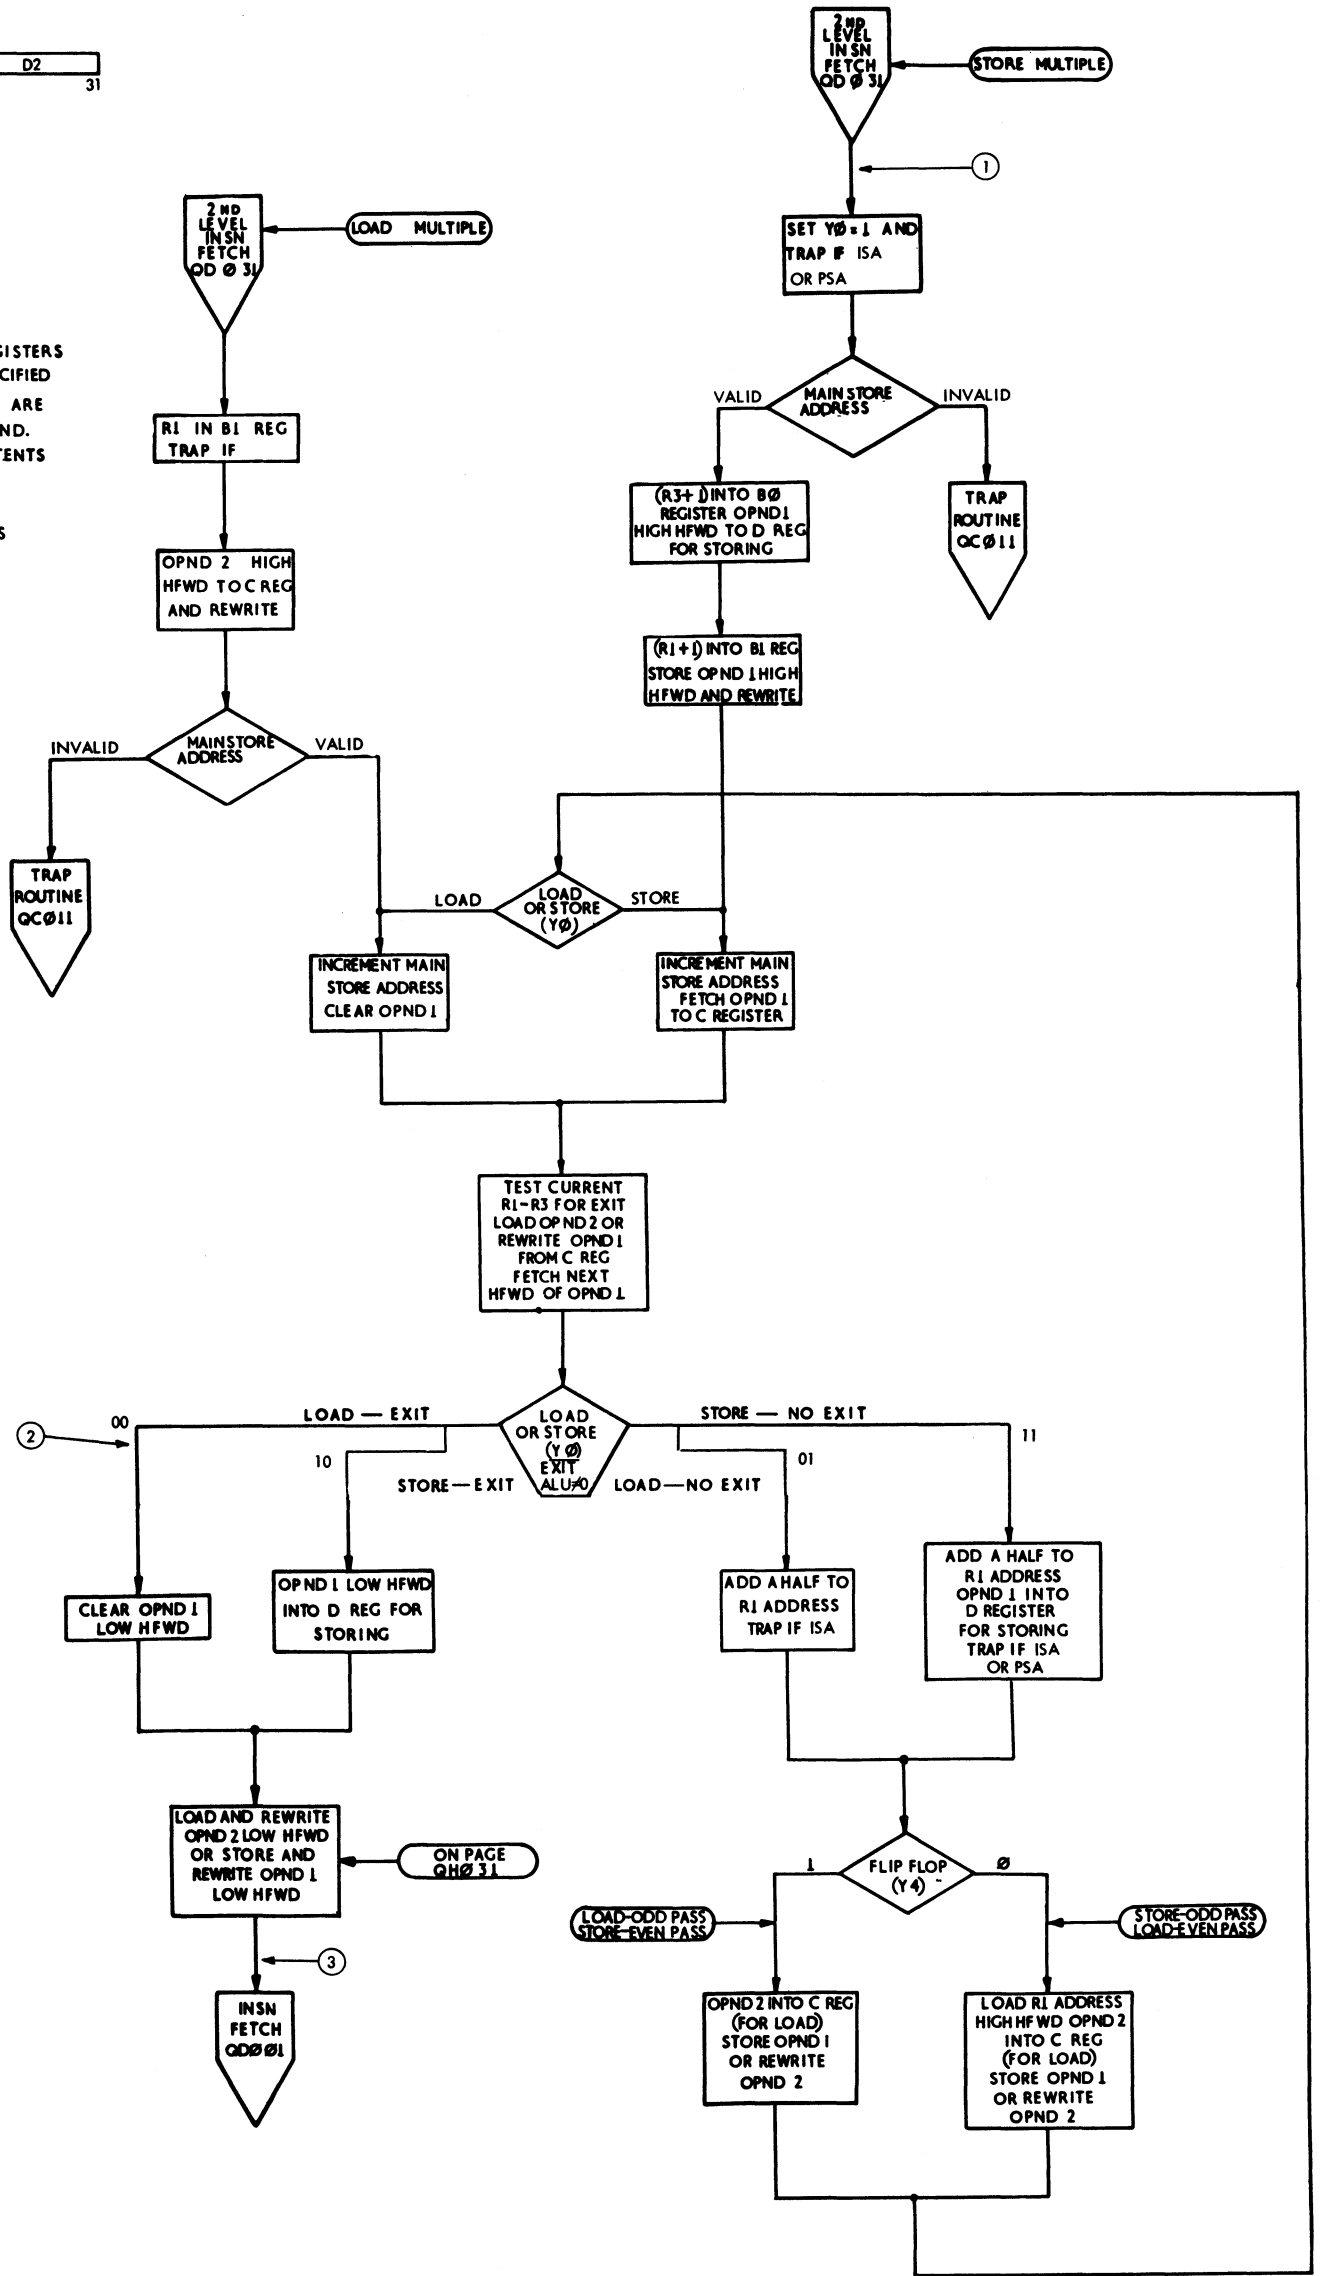 D2
31
2ND
LEVEL
INSN
FETCH
QD Ø 31
STORE MULTIPLE
1
SET YØ=1 AND
TRAP IF ISA
OR PSA
MAIN STORE
ADDRESS
VALID
INVALID
TRAP
ROUTINE
QCØ11
(R3+1) INTO BØ
REGISTER OPND1
HIGH HFWD TO D REG
FOR STORING
(R1+1) INTO B1 REG
STORE OPND 1 HIGH
HFWD AND REWRITE
2ND
LEVEL
INSN
FETCH
QD Ø 31
LOAD MULTIPLE
GISTERS
CIFIED
ARE
ND.
TENTS
S
R1 IN B1 REG
TRAP IF
OPND 2 HIGH
HFWD TO C REG
AND REWRITE
MAIN STORE
ADDRESS
INVALID
VALID
TRAP
ROUTINE
QCØ11
LOAD
LOAD
OR STORE
(YØ)
STORE
INCREMENT MAIN
STORE ADDRESS
CLEAR OPND 1
INCREMENT MAIN
STORE ADDRESS
FETCH OPND 1
TO C REGISTER
TEST CURRENT
R1-R3 FOR EXIT
LOAD OPND 2 OR
REWRITE OPND 1
FROM C REG
FETCH NEXT
HFWD OF OPND 1
LOAD
OR STORE
(YØ)
EXIT
ALU≠0
00
LOAD — EXIT
10
STORE — EXIT
STORE — NO EXIT
11
01
LOAD — NO EXIT
2
CLEAR OPND 1
LOW HFWD
OPND 1 LOW HFWD
INTO D REG FOR
STORING
ADD A HALF TO
R1 ADDRESS
TRAP IF ISA
ADD A HALF TO
R1 ADDRESS
OPND 1 INTO
D REGISTER
FOR STORING
TRAP IF ISA
OR PSA
LOAD AND REWRITE
OPND 2 LOW HFWD
OR STORE AND
REWRITE OPND 1
LOW HFWD
ON PAGE
QHØ 31
3
INSN
FETCH
QDØØ1
1
FLIP FLOP
(Y4)
Ø
LOAD-ODD PASS
STORE-EVEN PASS
STORE-ODD PASS
LOAD-EVEN PASS
OPND 2 INTO C REG
(FOR LOAD)
STORE OPND 1
OR REWRITE
OPND 2
LOAD R1 ADDRESS
HIGH HFWD OPND 2
INTO C REG
(FOR LOAD)
STORE OPND 1
OR REWRITE
OPND 2